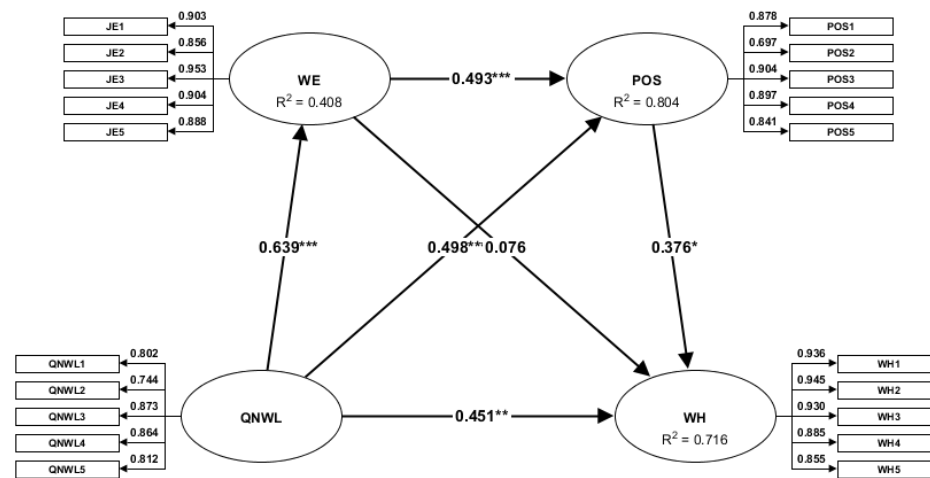 0.903
JE1
0.856
JE2
0.953
JE3
0.904
JE4
0.888
JE5
WE
R² = 0.408
0.493***
POS
R² = 0.804
0.878
POS1
0.697
POS2
0.904
POS3
0.897
POS4
0.841
POS5
0.639***
0.498**
0.076
0.376*
0.802
QNWL1
0.744
QNWL2
0.873
QNWL3
0.864
QNWL4
0.812
QNWL5
QNWL
0.451**
WH
R² = 0.716
0.936
WH1
0.945
WH2
0.930
WH3
0.885
WH4
0.855
WH5